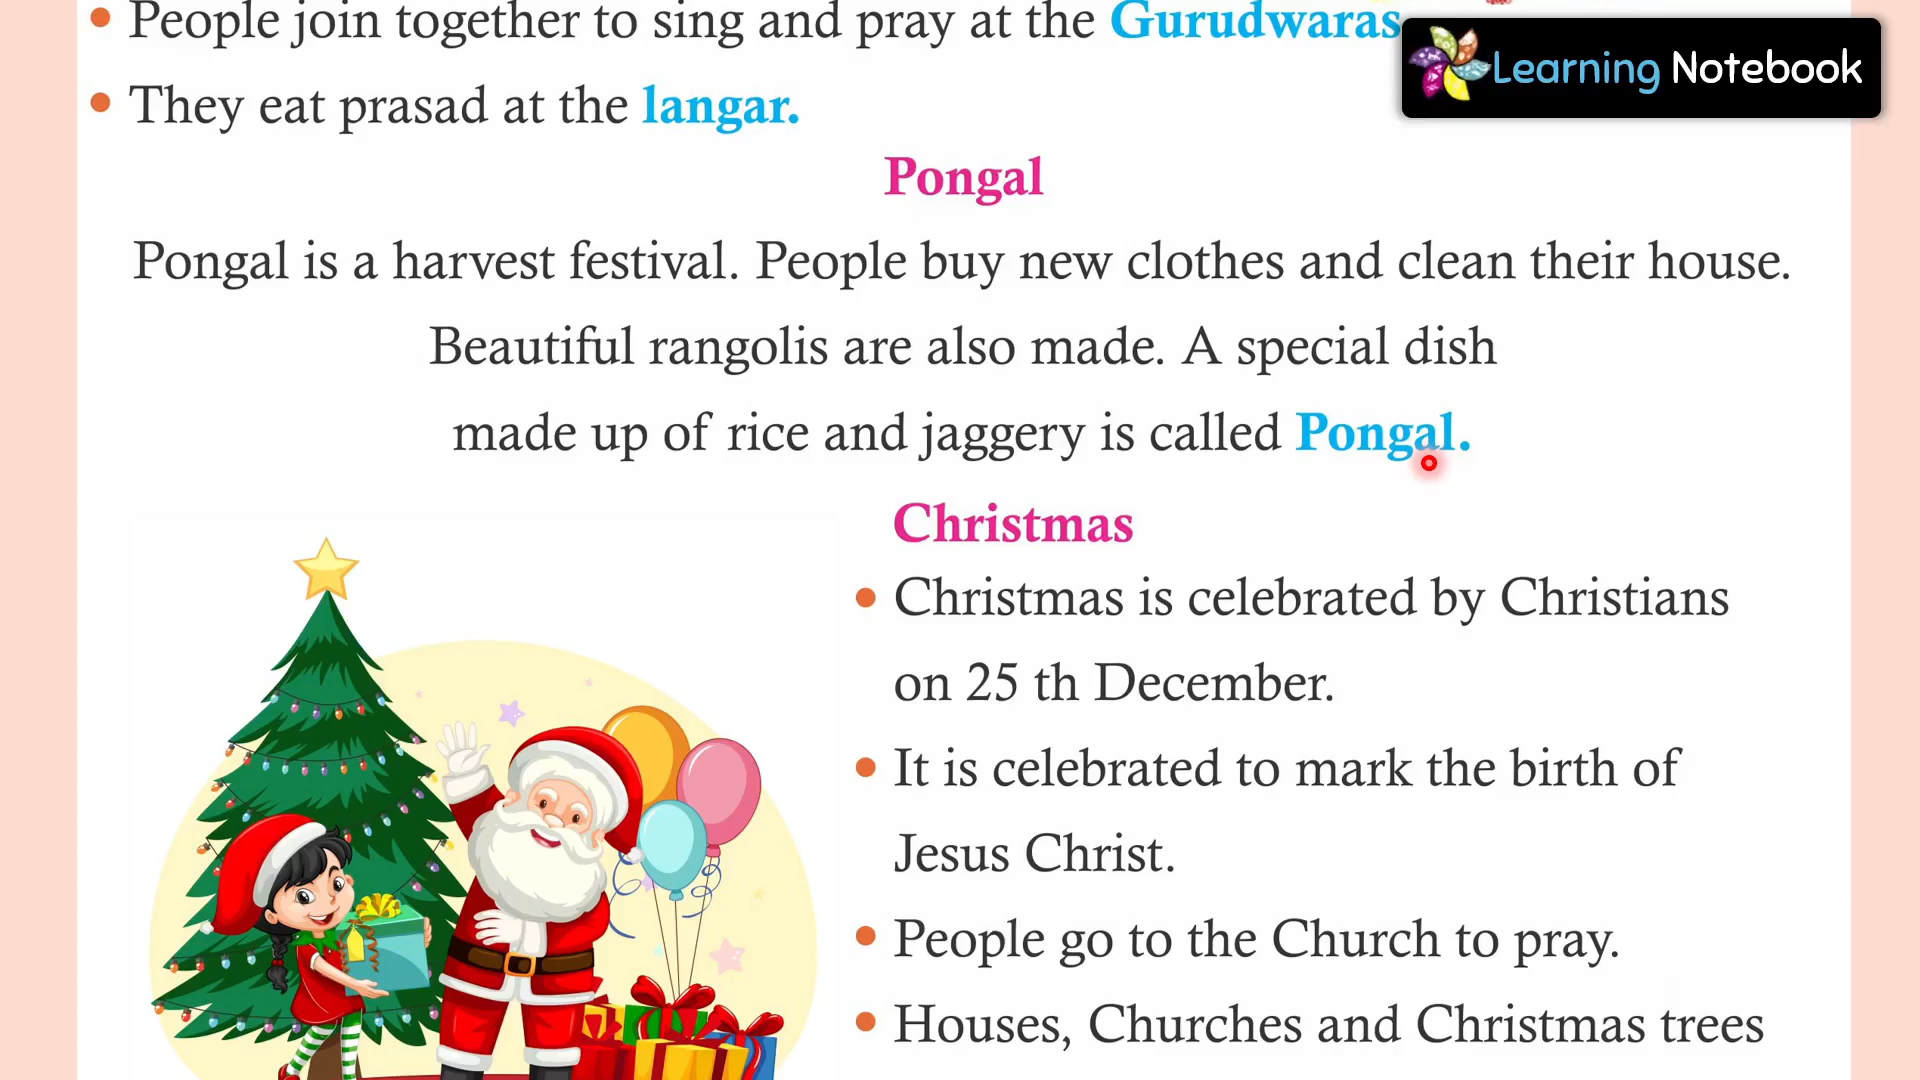 People join together to sing and pray at the Gurudwaras
Learning Notebook
They eat prasad at the langar.
Pongal
Pongal is a harvest festival. People buy new clothes and clean their house.
Beautiful rangolis are also made. A special dish
made up of rice and jaggery is called Pongal.
Christmas
Christmas is celebrated by Christians
on 25 th December.
It is celebrated to mark the birth of
Jesus Christ.
People go to the Church to pray.
Houses, Churches and Christmas trees